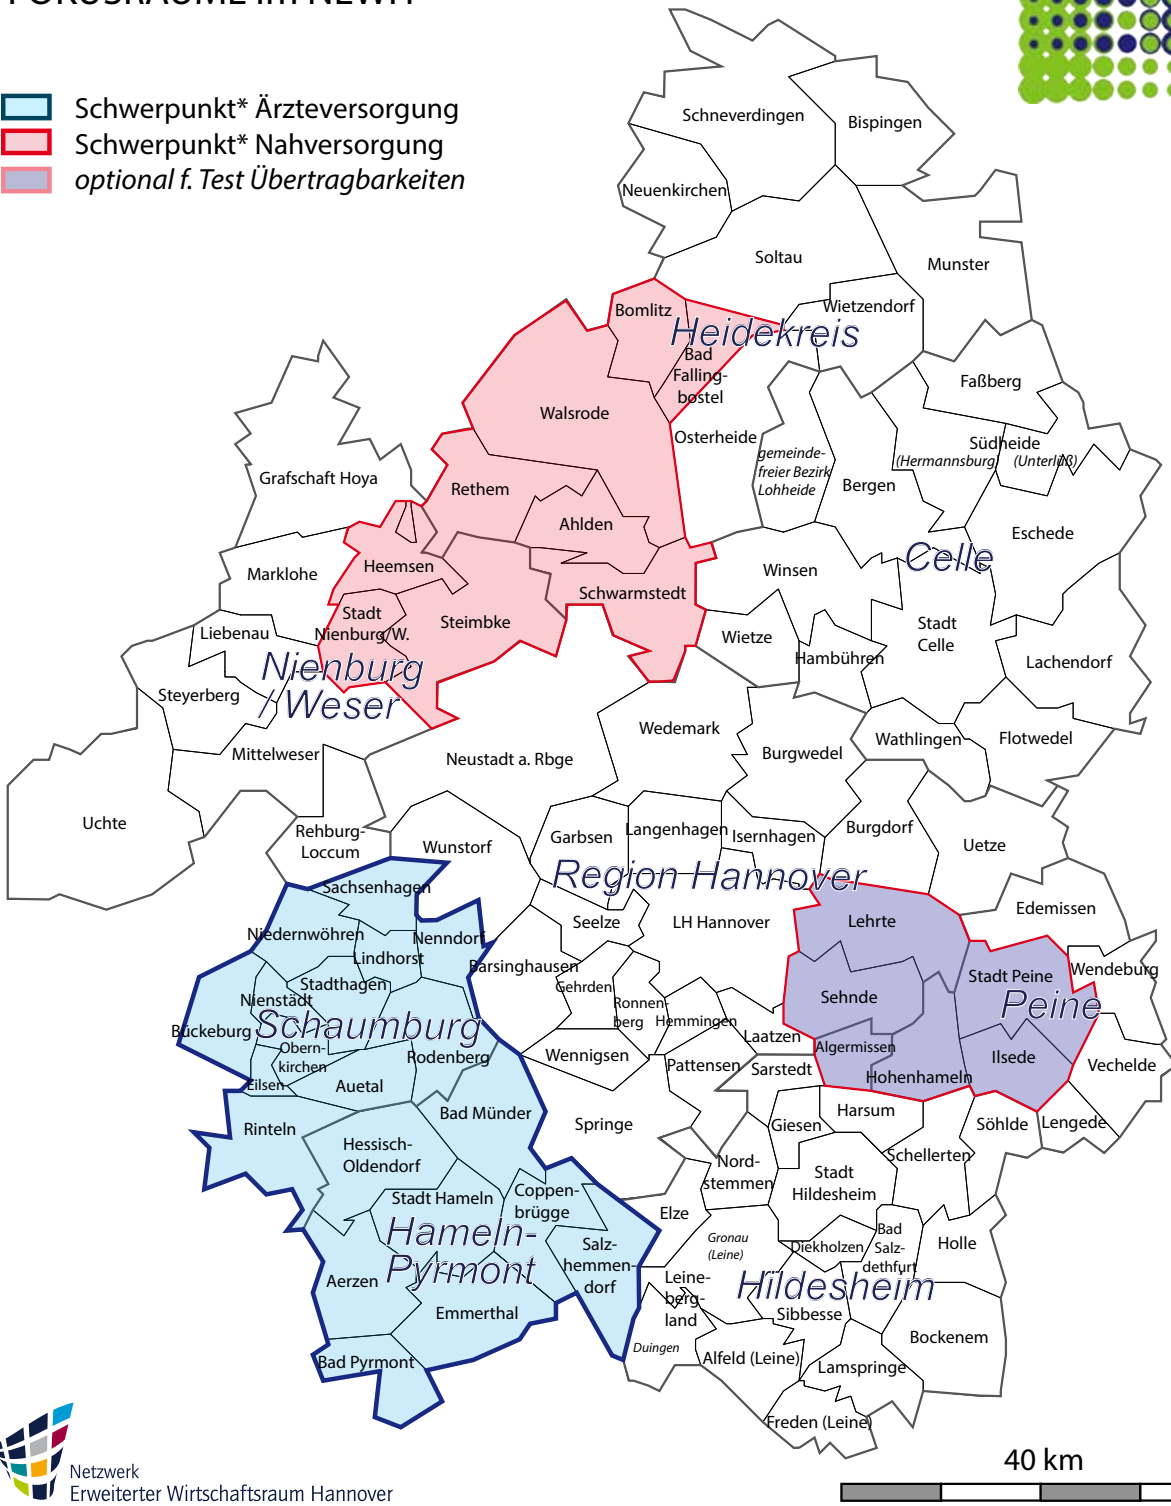 FOKUSRÄUME im NEWH
Schwerpunkt* Ärzteversorgung
Schwerpunkt* Nahversorgung
optional f. Test Übertragbarkeiten
Schneverdingen
Bispingen
Neuenkirchen
Soltau
Munster
Bomlitz
Wietzendorf
Heidekreis
Bad
Falling-
bostel
Faßberg
Walsrode
Osterheide
Südheide
(Hermannsburg)
(Unterlüß)
gemeinde-
freier Bezirk
Lohheide
Bergen
Grafschaft Hoya
Rethem
Ahlden
Eschede
Celle
Marklohe
Heemsen
Winsen
Schwarmstedt
Stadt
Nienburg/W.
Steimbke
Liebenau
Wietze
Stadt
Celle
Hambühren
Lachendorf
Nienburg
/ Weser
Steyerberg
Mittelweser
Wedemark
Burgwedel
Wathlingen
Flotwedel
Neustadt a. Rbge
Uchte
Rehburg-
Loccum
Wunstorf
Garbsen
Langenhagen
Isernhagen
Burgdorf
Uetze
Region Hannover
Sachsenhagen
Edemissen
Seelze
LH Hannover
Lehrte
Niedernwöhren
Nenndorf
Lindhorst
Barsinghausen
Stadt Peine
Wendeburg
Stadthagen
Gehrden
Nienstädt
Sehnde
Peine
Ronnen-
berg
Hemmingen
Bückeburg
Schaumburg
Laatzen
Obern-
kirchen
Rodenberg
Wennigsen
Pattensen
Algermissen
Ilsede
Vechelde
Sarstedt
Hohenhameln
Eilsen
Auetal
Rinteln
Bad Münder
Springe
Harsum
Giesen
Söhlde
Lengede
Hessisch-
Oldendorf
Schellerten
Nord-
stemmen
Stadt
Hildesheim
Stadt Hameln
Coppen-
brügge
Elze
Hameln-
Pyrmont
Gronau
(Leine)
Diekholzen
Bad
Salz-
dethfurt
Holle
Salz-
hemmen-
dorf
Aerzen
Leine-
berg-
land
Hildesheim
Emmerthal
Sibbesse
Bockenem
Duingen
Alfeld (Leine)
Lamspringe
Bad Pyrmont
Freden (Leine)
40 km
Netzwerk
Erweiterter Wirtschaftsraum Hannover